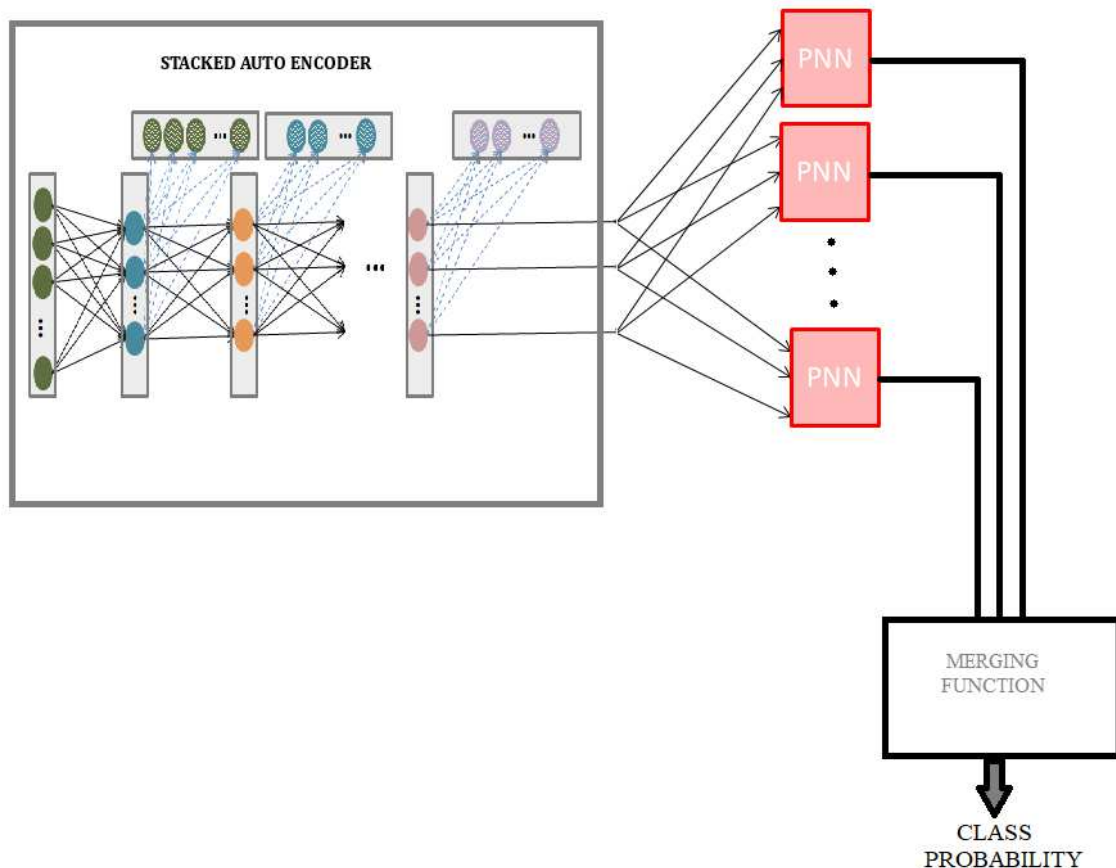 STACKED AUTO ENCODER
PNN
PNN
PNN
MERGING
FUNCTION
CLASS
PROBABILITY